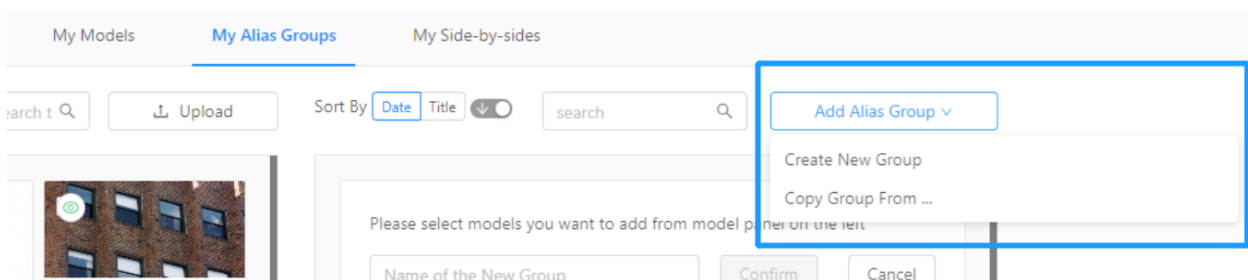 My Models My Alias Groups My Side-by-sides
earch t Upload Sort By Date Title search Add Alias Group
Create New Group
Copy Group From ...
Please select models you want to add from model panel on the left
Name of the New Group Confirm Cancel